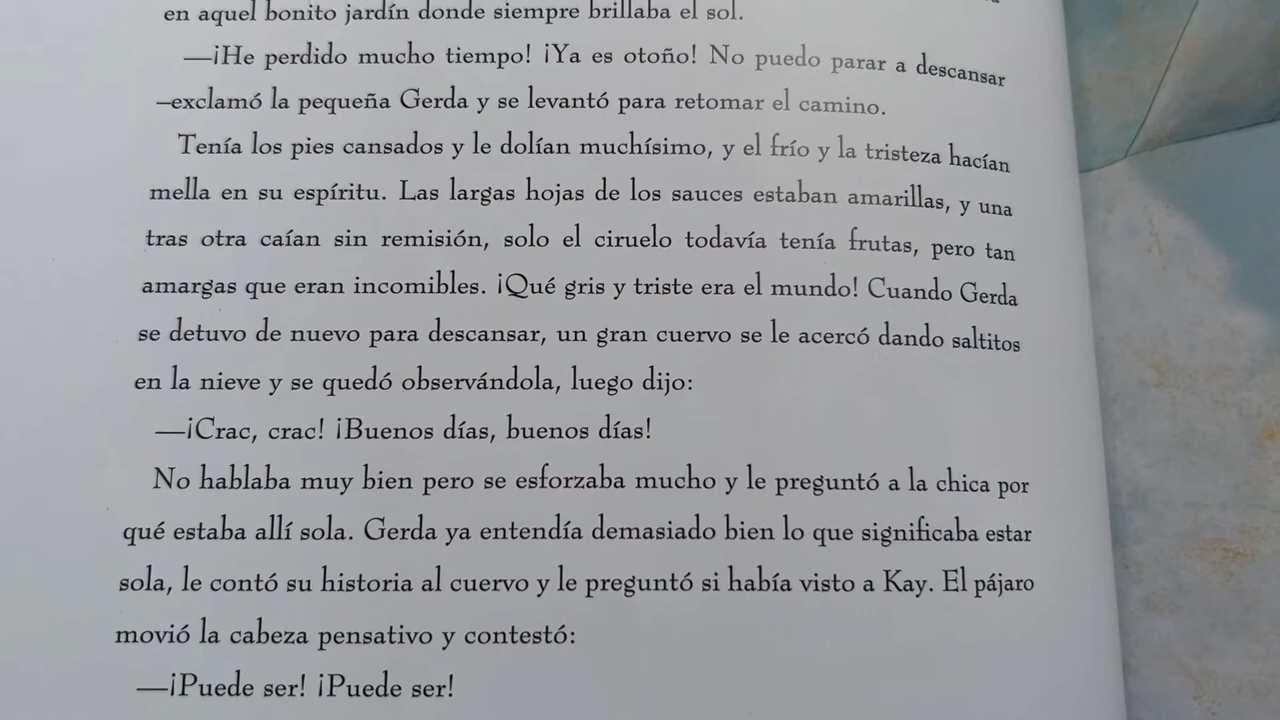 en aquel bonito jardín donde siempre brillaba el sol.
—¡He perdido mucho tiempo! ¡Ya es otoño! No puedo parar a descansar
–exclamó la pequeña Gerda y se levantó para retomar el camino.
Tenía los pies cansados y le dolían muchísimo, y el frío y la tristeza hacían
mella en su espíritu. Las largas hojas de los sauces estaban amarillas, y una
tras otra caían sin remisión, solo el ciruelo todavía tenía frutas, pero tan
amargas que eran incomibles. ¡Qué gris y triste era el mundo! Cuando Gerda
se detuvo de nuevo para descansar, un gran cuervo se le acercó dando saltitos
en la nieve y se quedó observándola, luego dijo:
—¡Crac, crac! ¡Buenos días, buenos días!
No hablaba muy bien pero se esforzaba mucho y le preguntó a la chica por
qué estaba allí sola. Gerda ya entendía demasiado bien lo que significaba estar
sola, le contó su historia al cuervo y le preguntó si había visto a Kay. El pájaro
movió la cabeza pensativo y contestó:
—¡Puede ser! ¡Puede ser!